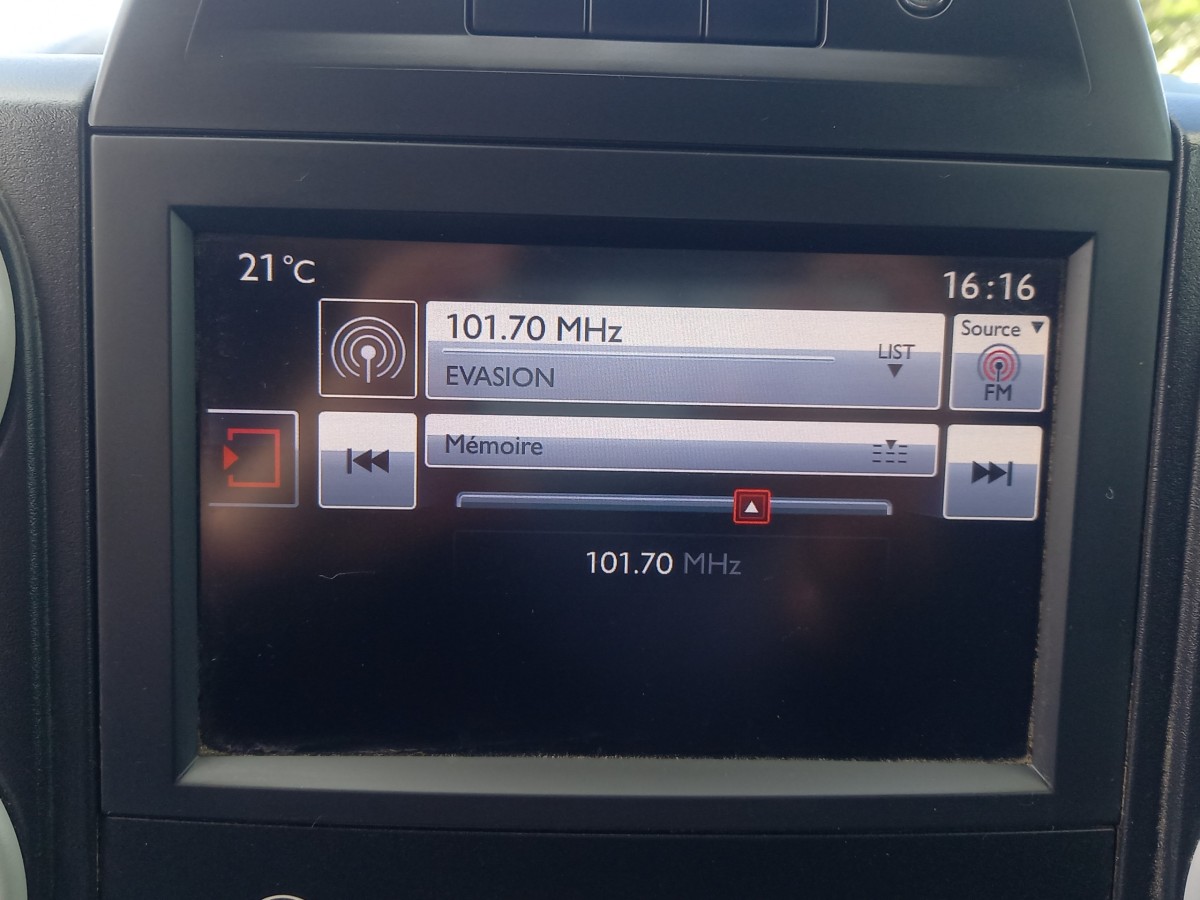 21°C
16:16
101.70 MHz
LIST
EVASION
Source
FM
Mémoire
101.70 MHz